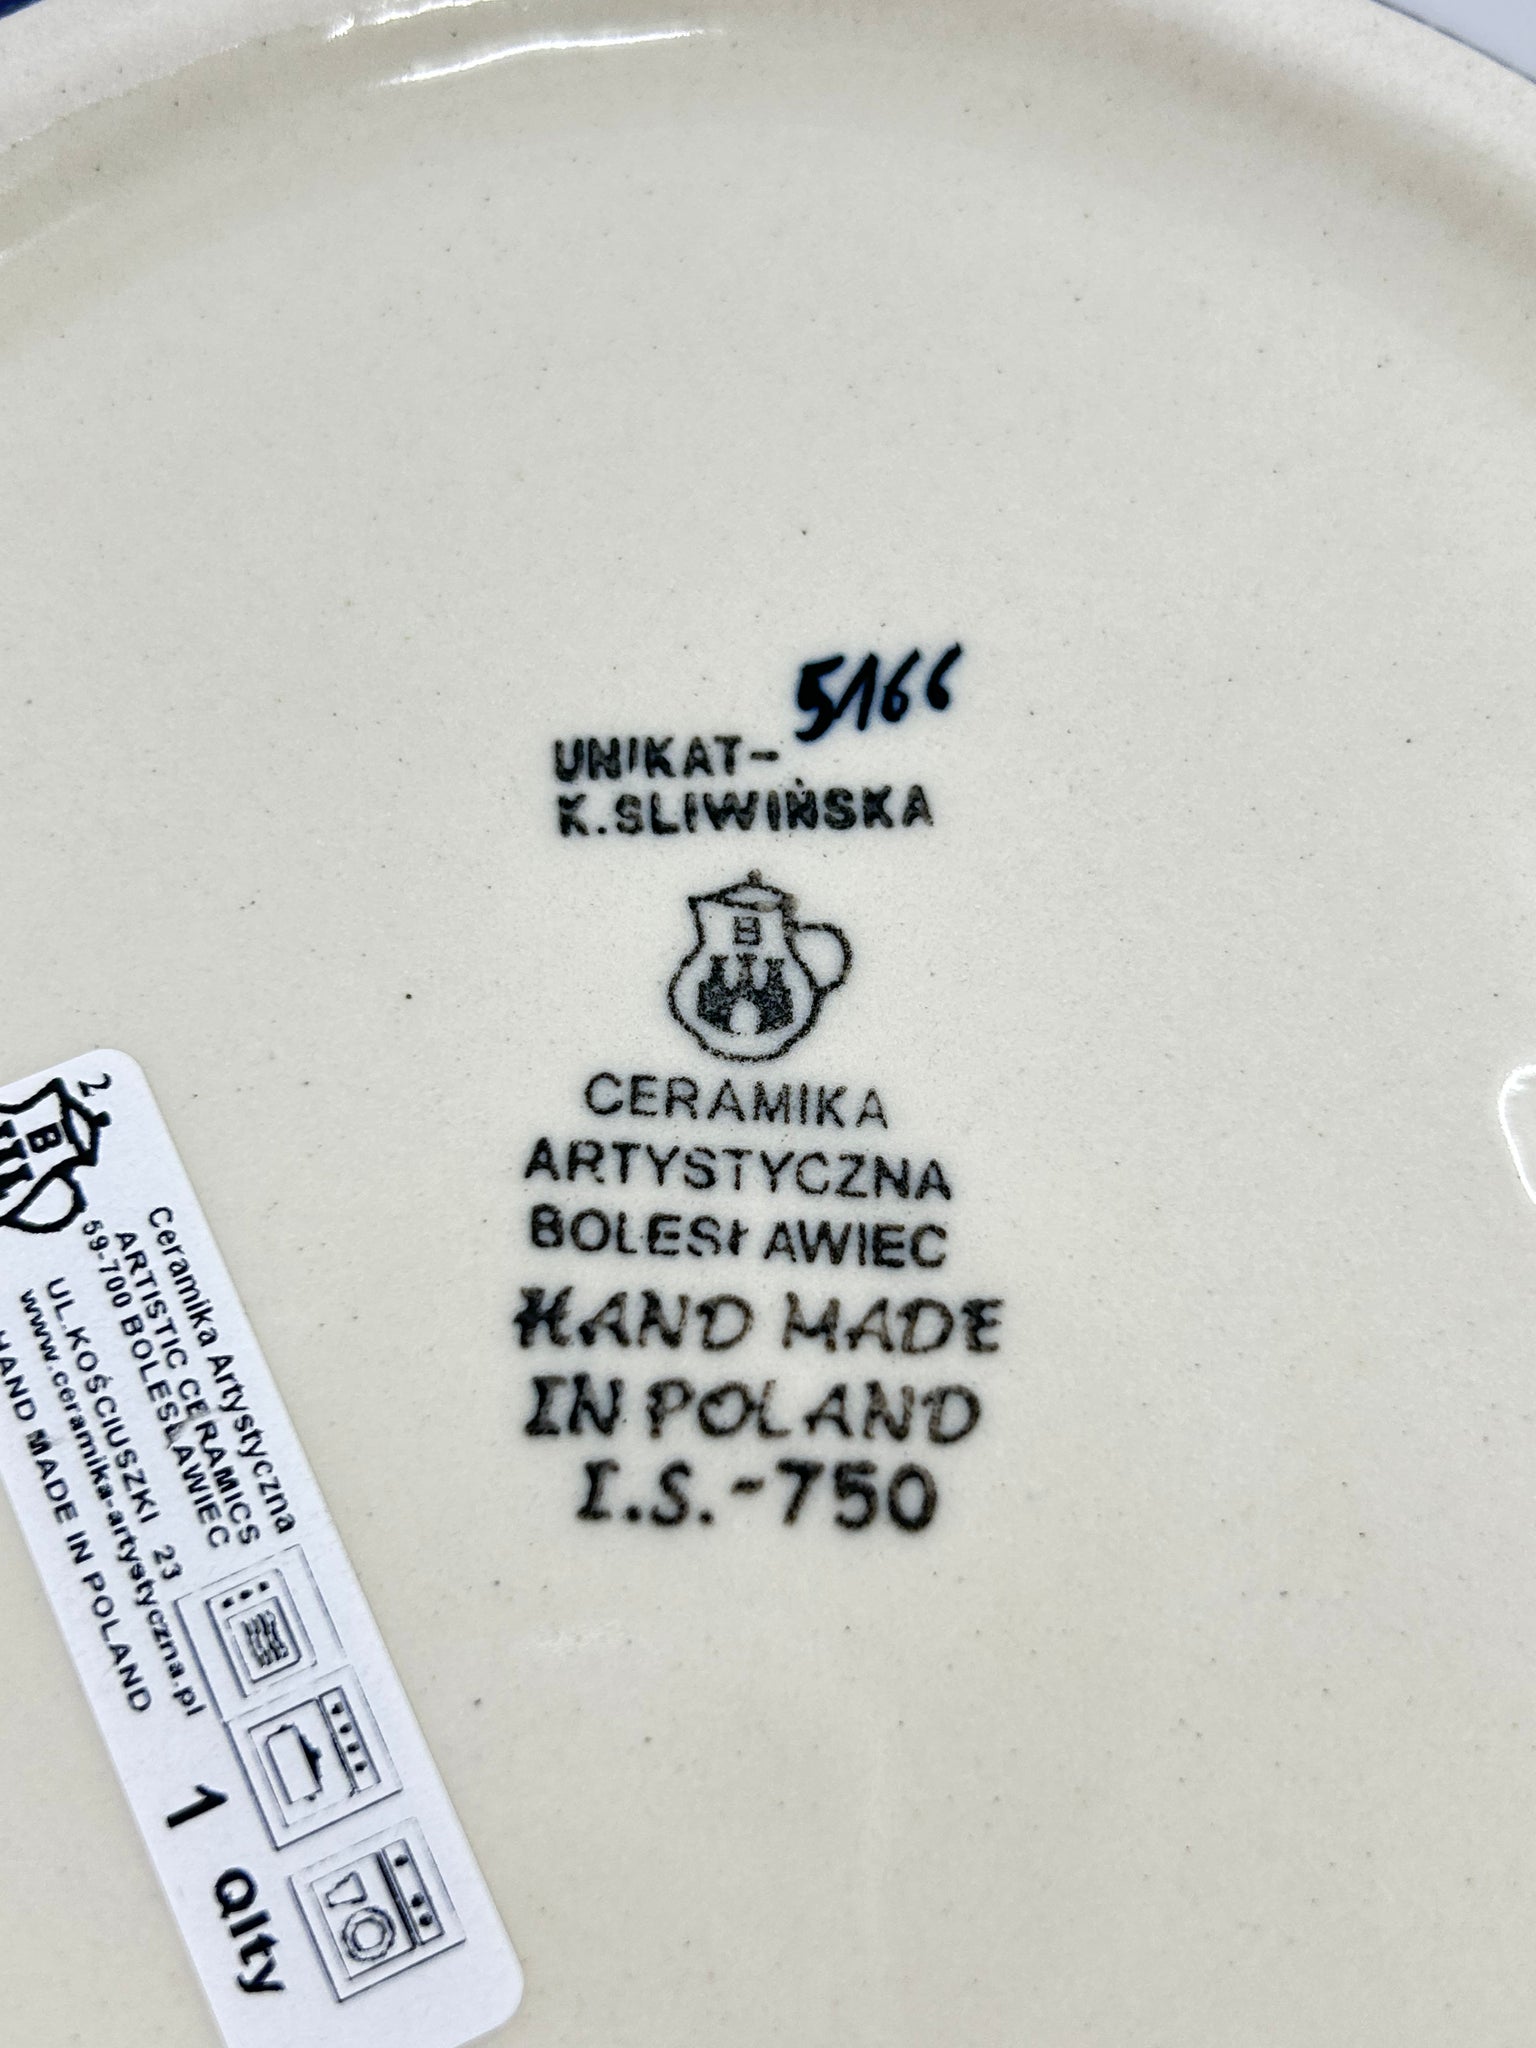 5166
UNIKAT-
K.SLIWIŃSKA
B
CERAMIKA
ARTYSTYCZNA
BOLESŁAWIEC
HAND MADE
IN POLAND
I.S.-750
2
B
Ceramika Artystyczna
ARTISTIC CERAMICS
59-700 BOLESŁAWIEC
UL.KOŚCIUSZKI 23
www.ceramika-artystyczna.pl
HAND MADE IN POLAND
1 Qlty